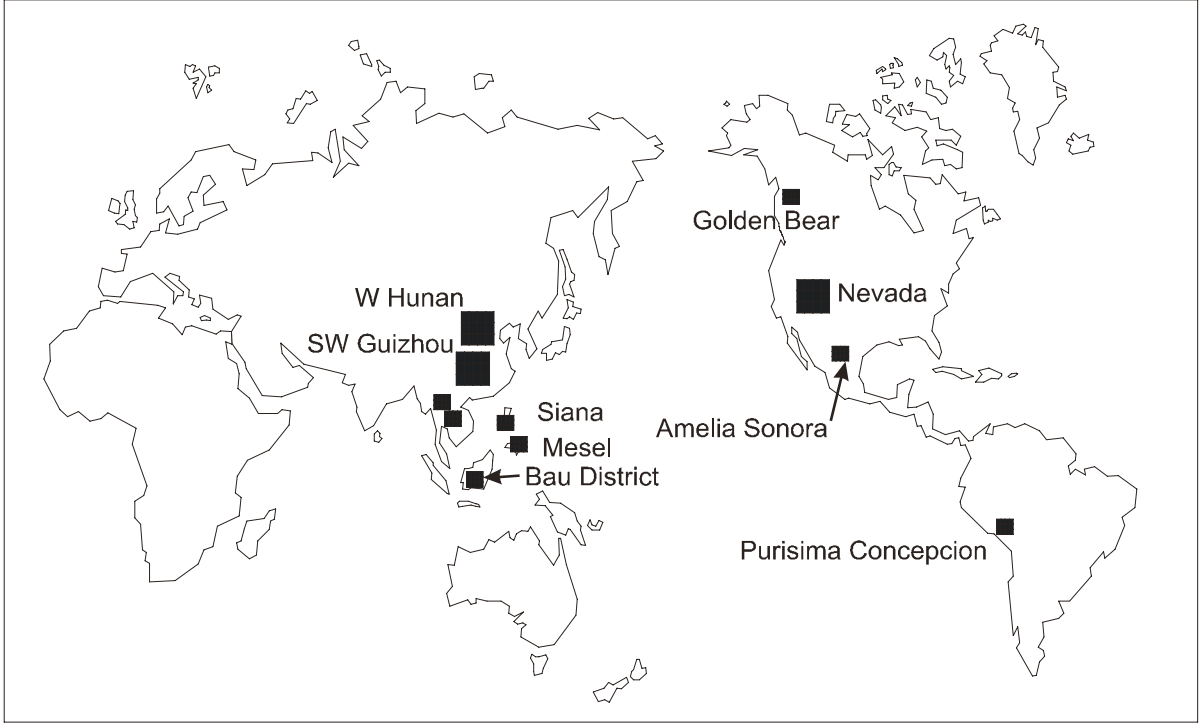 Golden Bear
W Hunan
Nevada
SW Guizhou
Siana
Amelia Sonora
Mesel
Bau District
Purisima Concepcion